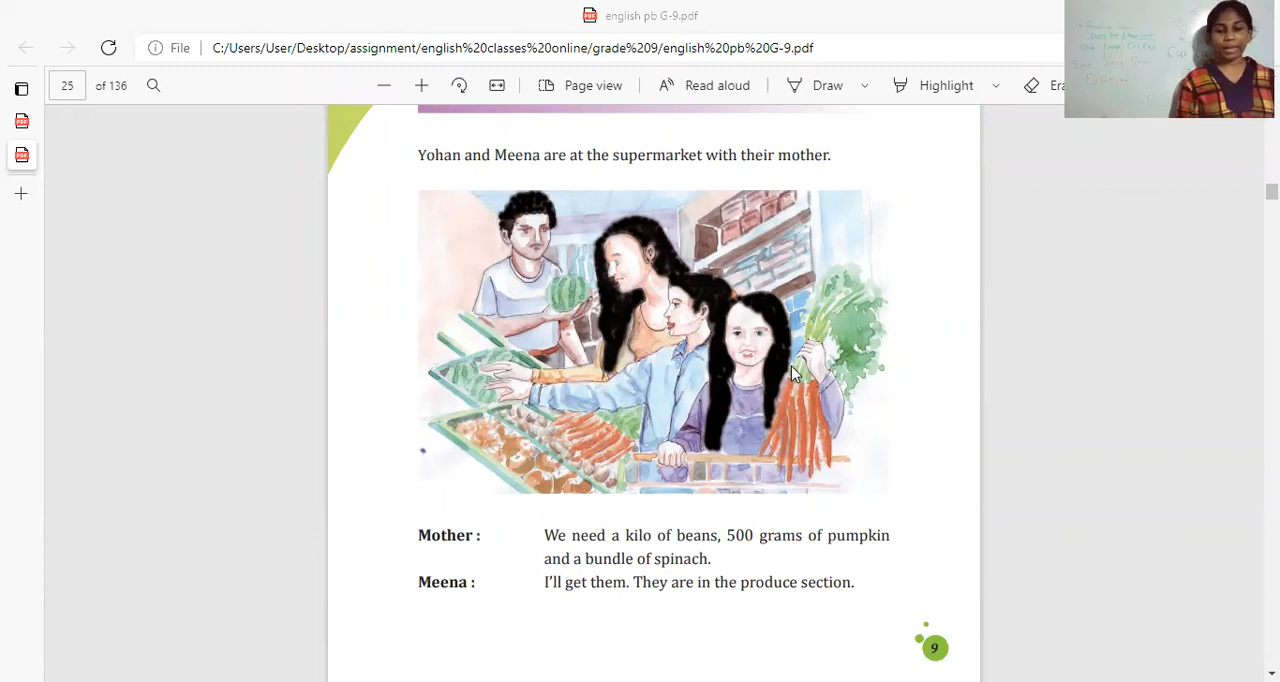 english pb G-9.pdf
File C:/Users/User/Desktop/assignment/english%20classes%20online/grade%209/english%20pb%20G-9.pdf
25 of 136 Page view Read aloud Draw Highlight
Yohan and Meena are at the supermarket with their mother.
Mother : We need a kilo of beans, 500 grams of pumpkin
and a bundle of spinach.
Meena : I’ll get them. They are in the produce section.
9